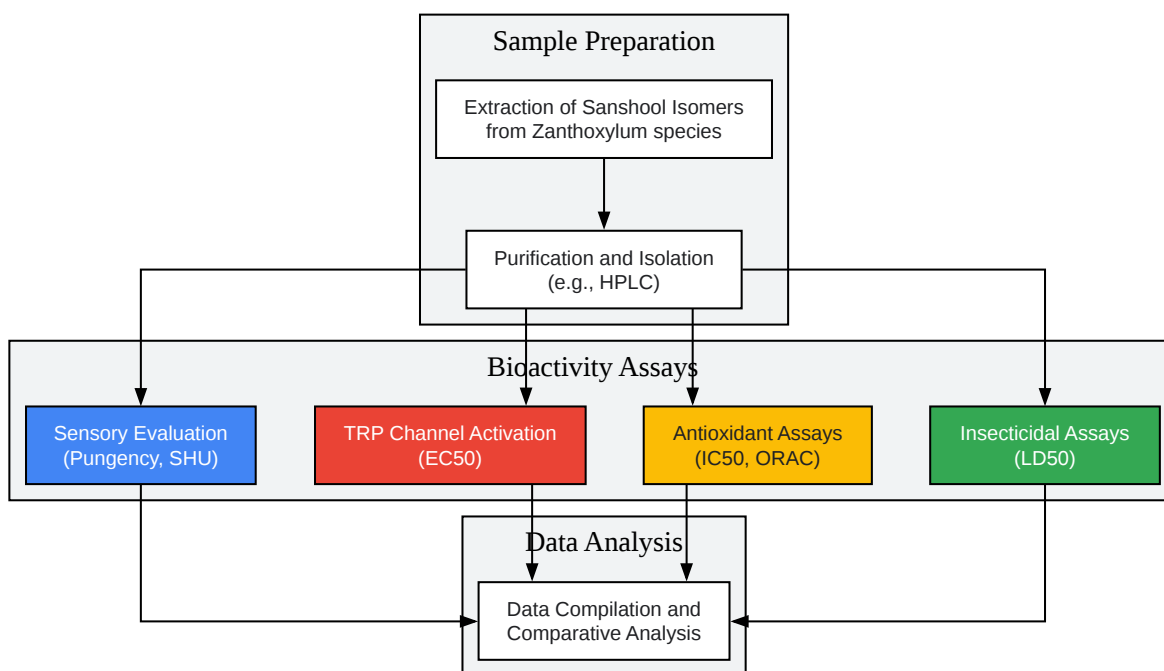 Sample Preparation
Extraction of Sanshool Isomers
from Zanthoxylum species
Purification and Isolation
(e.g., HPLC)
Bioactivity Assays
Sensory Evaluation
(Pungency, SHU)
TRP Channel Activation
(EC50)
Antioxidant Assays
(IC50, ORAC)
Insecticidal Assays
(LD50)
Data Analysis
Data Compilation and
Comparative Analysis